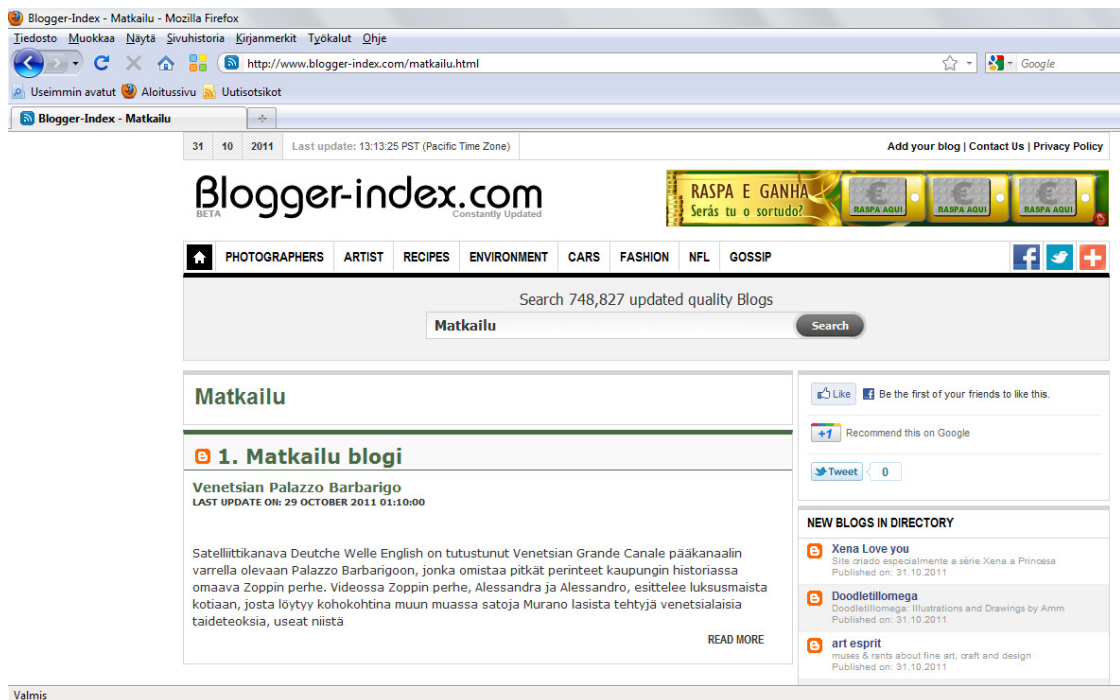 Blogger-Index - Matkailu - Mozilla Firefox
Tiedosto Muokkaa Näytä Sivuhistoria Kirjanmerkit Työkalut Ohje
http://www.blogger-index.com/matkailu.html
Google
Useimmin avatut Aloitussivu Uutisotsikot
Blogger-Index - Matkailu
31 10 2011 Last update: 13:13:25 PST (Pacific Time Zone)
Add your blog | Contact Us | Privacy Policy
Blogger-index.com
BETA
Constantly Updated
RASPA E GANHA
Serás tu o sortudo?
RASPA AQUI RASPA AQUI RASPA AQUI
PHOTOGRAPHERS ARTIST RECIPES ENVIRONMENT CARS FASHION NFL GOSSIP
Search 748,827 updated quality Blogs
Matkailu Search
Matkailu
1. Matkailu blogi
Venetsian Palazzo Barbarigo
LAST UPDATE ON: 29 OCTOBER 2011 01:10:00
Satelliittikanava Deutche Welle English on tutustunut Venetsian Grande Canale pääkanaalin
varrella olevaan Palazzo Barbarigoon, jonka omistaa pitkät perinteet kaupungin historiassa
omaava Zoppin perhe. Videossa Zoppin perhe, Alessandra ja Alessandro, esittelee luksusmaista
kotiaan, josta löytyy kohokohtina muun muassa satoja Murano lasista tehtyjä venetsialaisia
taideteoksia, useat niistä
READ MORE
Like Be the first of your friends to like this.
+1 Recommend this on Google
Tweet 0
NEW BLOGS IN DIRECTORY
Xena Love you
Site criado especialmente a série Xena a Princesa
Published on: 31.10.2011
Doodletillomega
Doodletillomega: Illustrations and Drawings by Amm
Published on: 31.10.2011
art esprit
muses & rants about fine art, craft and design
Published on: 31.10.2011
Valmis